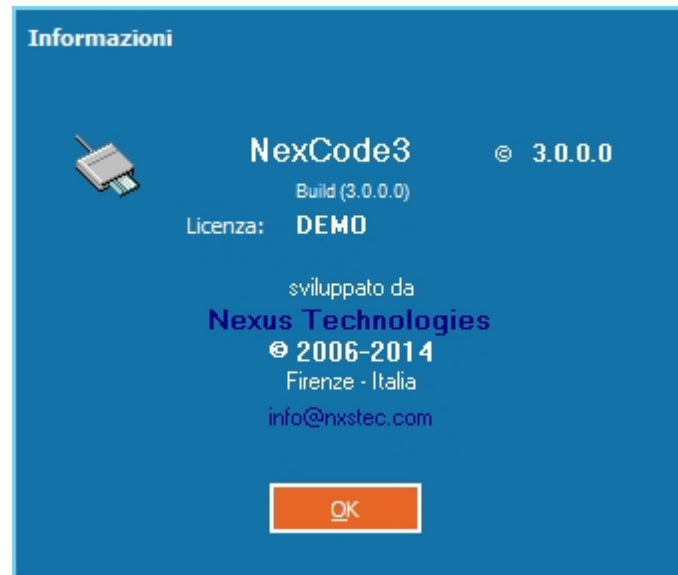 Informazioni
NexCode3 © 3.0.0.0
Build (3.0.0.0)
Licenza: DEMO
sviluppato da
Nexus Technologies
© 2006-2014
Firenze - Italia
info@nxstec.com
OK